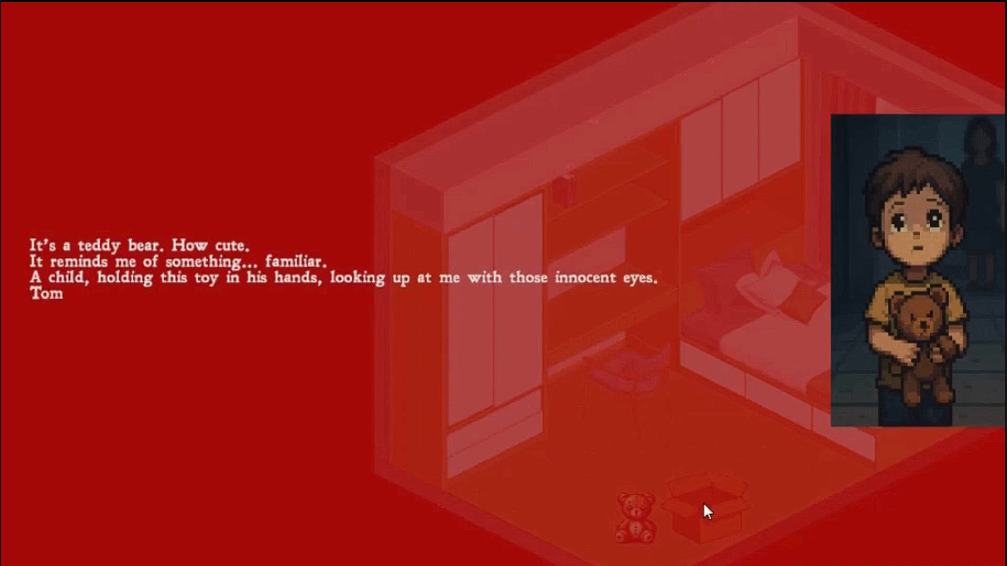 It's a teddy bear. How cute.
It reminds me of something... familiar.
A child, holding this toy in his hands, looking up at me with those innocent eyes.
Tom